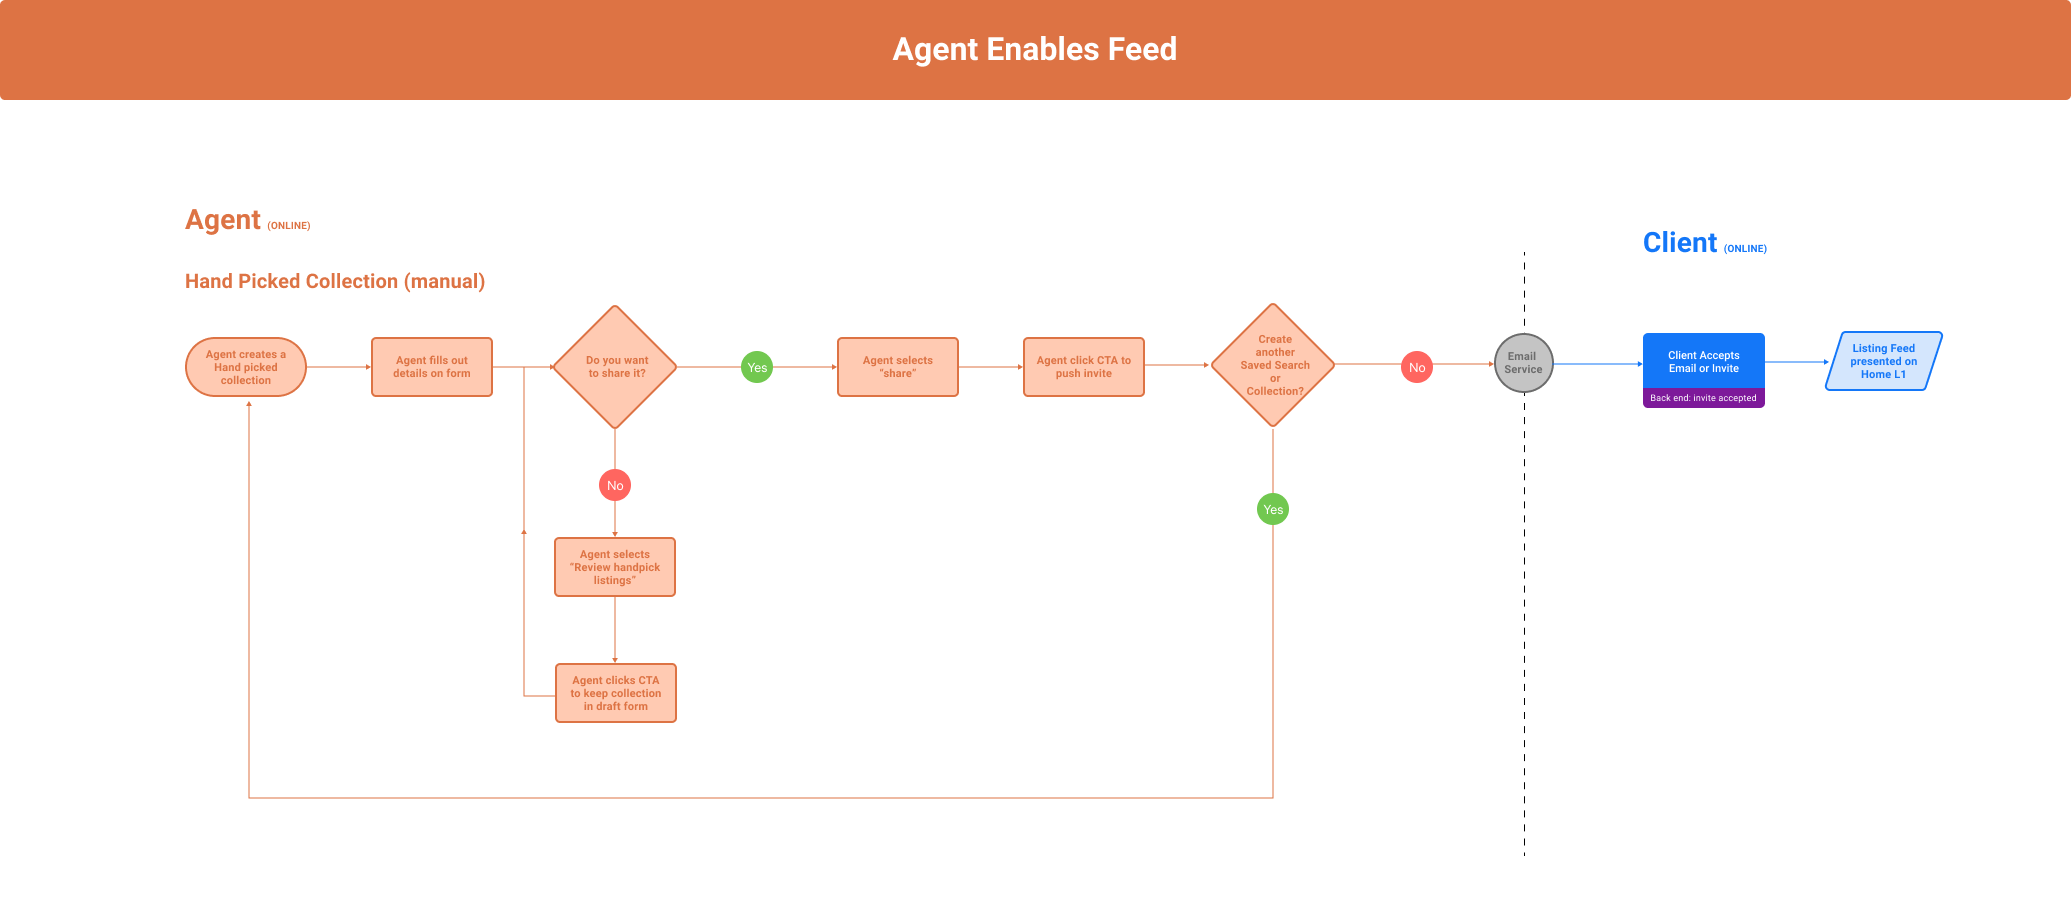 Agent Enables Feed
Agent (ONLINE)
Client (ONLINE)
Hand Picked Collection (manual)
Agent creates a
Hand picked
collection
Agent fills out
details on form
Do you want
to share it?
Yes
Agent selects
“share”
Agent click CTA to
push invite
Create
another
Saved Search
or
Collection?
No
Email
Service
Client Accepts
Email or Invite
Back end: invite accepted
Listing Feed
presented on
Home L1
No
Yes
Agent selects
“Review handpick
listings”
Agent clicks CTA
to keep collection
in draft form